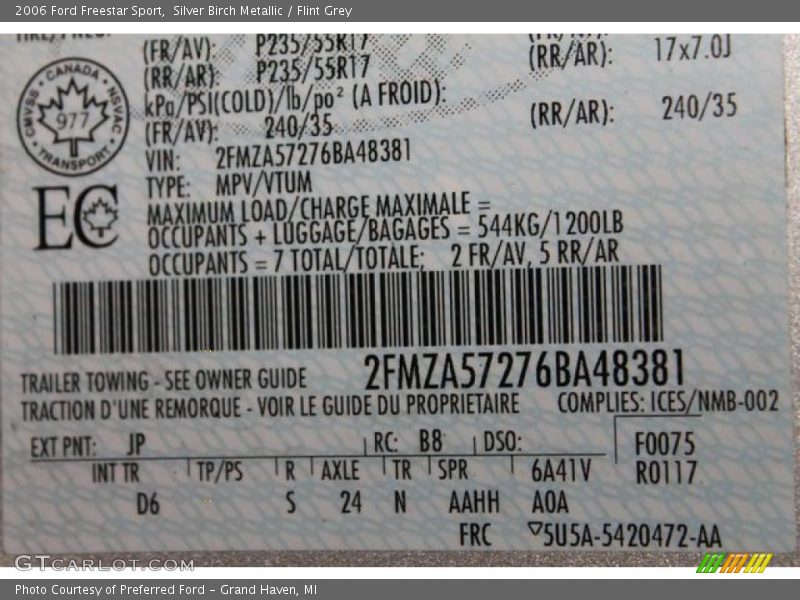 2006 Ford Freestar Sport, Silver Birch Metallic / Flint Grey
(FR/AV): P235/55R17 (RR/AR): 17x7.0J
(RR/AR): P235/55R17
kPa/PSI(COLD)/lb/po² (A FROID):
(FR/AV): 240/35 (RR/AR): 240/35
CANADA · NSVAC · TRANSPORT · CMVSS
977
VIN: 2FMZA57276BA48381
TYPE: MPV/VTUM
EC
MAXIMUM LOAD/CHARGE MAXIMALE =
OCCUPANTS + LUGGAGE/BAGAGES = 544KG/1200LB
OCCUPANTS = 7 TOTAL/TOTALE; 2 FR/AV, 5 RR/AR
2FMZA57276BA48381
TRAILER TOWING - SEE OWNER GUIDE
TRACTION D'UNE REMORQUE - VOIR LE GUIDE DU PROPRIETAIRE COMPLIES: ICES/NMB-002
EXT PNT: JP RC: B8 DSO: F0075
INT TR TP/PS R AXLE TR SPR 6A41V R0117
D6 S 24 N AAHH A0A
FRC ▽5U5A-5420472-AA
GTCARLOT.COM
Photo Courtesy of Preferred Ford – Grand Haven, MI